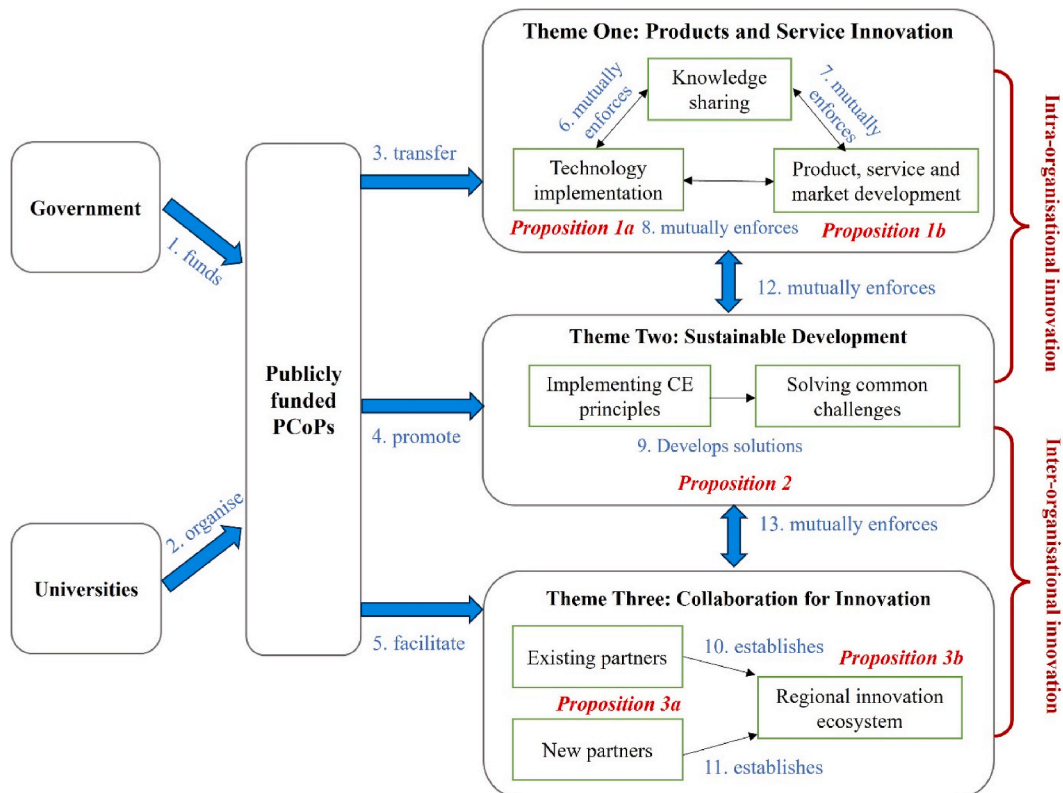 Government
Universities
1. funds
2. organise
Publicly
funded
PCoPs
3. transfer
4. promote
5. facilitate
Theme One: Products and Service Innovation
Knowledge
sharing
6. mutually
enforces
7. mutually
enforces
Technology
implementation
Product, service and
market development
Proposition 1a
8. mutually enforces
Proposition 1b
12. mutually enforces
Theme Two: Sustainable Development
Implementing CE
principles
Solving common
challenges
9. Develops solutions
Proposition 2
13. mutually enforces
Theme Three: Collaboration for Innovation
Existing partners
10. establishes
Proposition 3b
Proposition 3a
Regional innovation
ecosystem
New partners
11. establishes
Intra-organisational innovation
Inter-organisational innovation